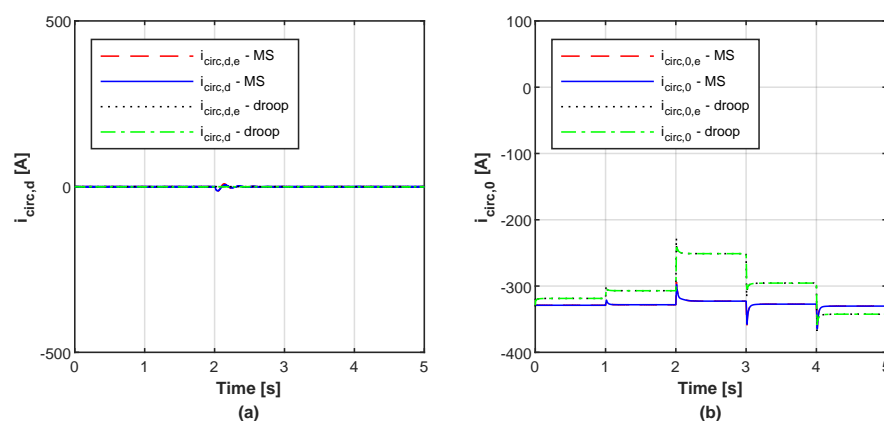 500
0
-500
i_circ,d [A]
i_circ,d,e - MS
i_circ,d - MS
i_circ,d,e - droop
i_circ,d - droop
0 1 2 3 4 5
Time [s]
(a)
100
0
-100
-200
-300
-400
i_circ,0 [A]
i_circ,0,e - MS
i_circ,0 - MS
i_circ,0,e - droop
i_circ,0 - droop
0 1 2 3 4 5
Time [s]
(b)